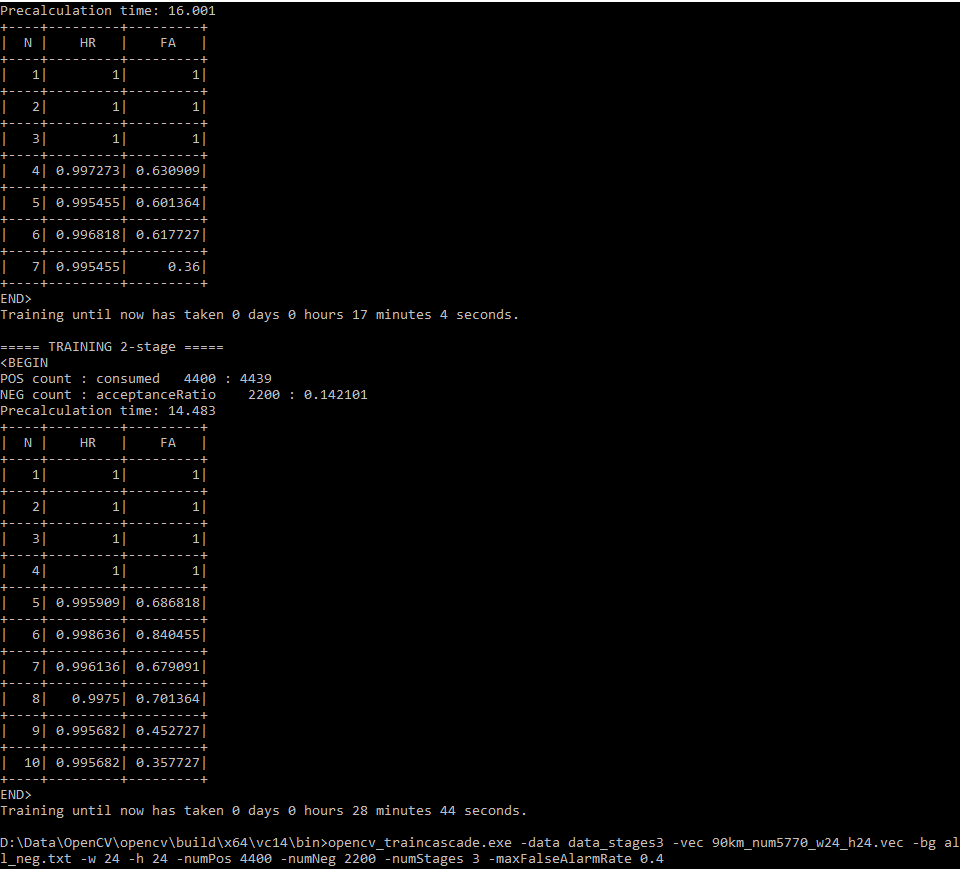 Precalculation time: 16.001
+----+---------+---------+
|  N |    HR   |    FA   |
+----+---------+---------+
|   1|        1|        1|
+----+---------+---------+
|   2|        1|        1|
+----+---------+---------+
|   3|        1|        1|
+----+---------+---------+
|   4| 0.997273| 0.630909|
+----+---------+---------+
|   5| 0.995455| 0.601364|
+----+---------+---------+
|   6| 0.996818| 0.617727|
+----+---------+---------+
|   7| 0.995455|     0.36|
+----+---------+---------+
END>
Training until now has taken 0 days 0 hours 17 minutes 4 seconds.

===== TRAINING 2-stage =====
<BEGIN
POS count : consumed   4400 : 4439
NEG count : acceptanceRatio    2200 : 0.142101
Precalculation time: 14.483
+----+---------+---------+
|  N |    HR   |    FA   |
+----+---------+---------+
|   1|        1|        1|
+----+---------+---------+
|   2|        1|        1|
+----+---------+---------+
|   3|        1|        1|
+----+---------+---------+
|   4|        1|        1|
+----+---------+---------+
|   5| 0.995909| 0.686818|
+----+---------+---------+
|   6| 0.998636| 0.840455|
+----+---------+---------+
|   7| 0.996136| 0.679091|
+----+---------+---------+
|   8|   0.9975| 0.701364|
+----+---------+---------+
|   9| 0.995682| 0.452727|
+----+---------+---------+
|  10| 0.995682| 0.357727|
+----+---------+---------+
END>
Training until now has taken 0 days 0 hours 28 minutes 44 seconds.

D:\Data\OpenCV\opencv\build\x64\vc14\bin>opencv_traincascade.exe -data data_stages3 -vec 90km_num5770_w24_h24.vec -bg al
l_neg.txt -w 24 -h 24 -numPos 4400 -numNeg 2200 -numStages 3 -maxFalseAlarmRate 0.4